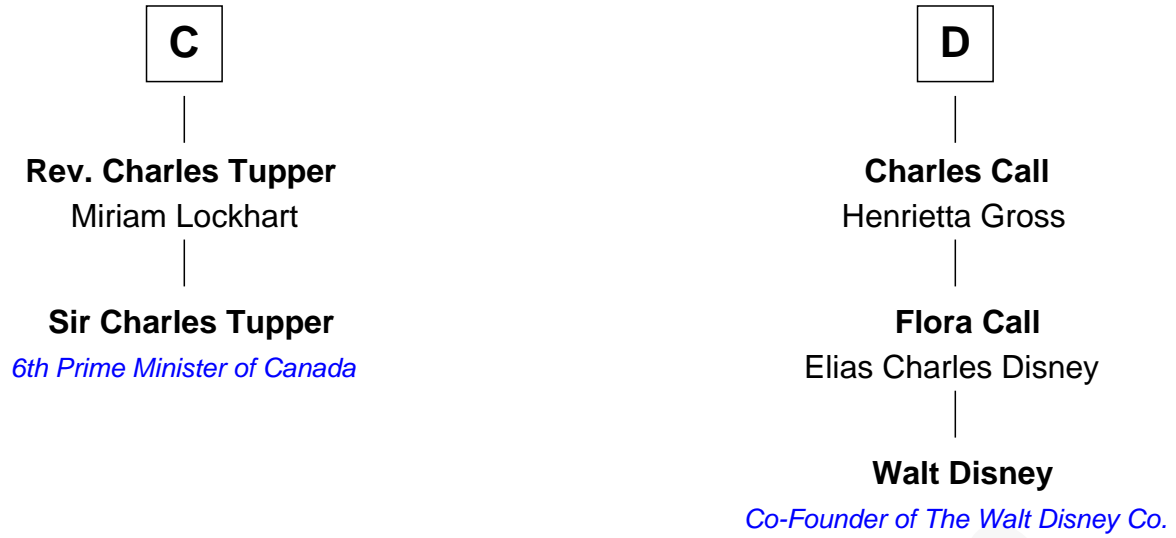 C
Rev. Charles Tupper
Miriam Lockhart
Sir Charles Tupper
6th Prime Minister of Canada
D
Charles Call
Henrietta Gross
Flora Call
Elias Charles Disney
Walt Disney
Co-Founder of The Walt Disney Co.